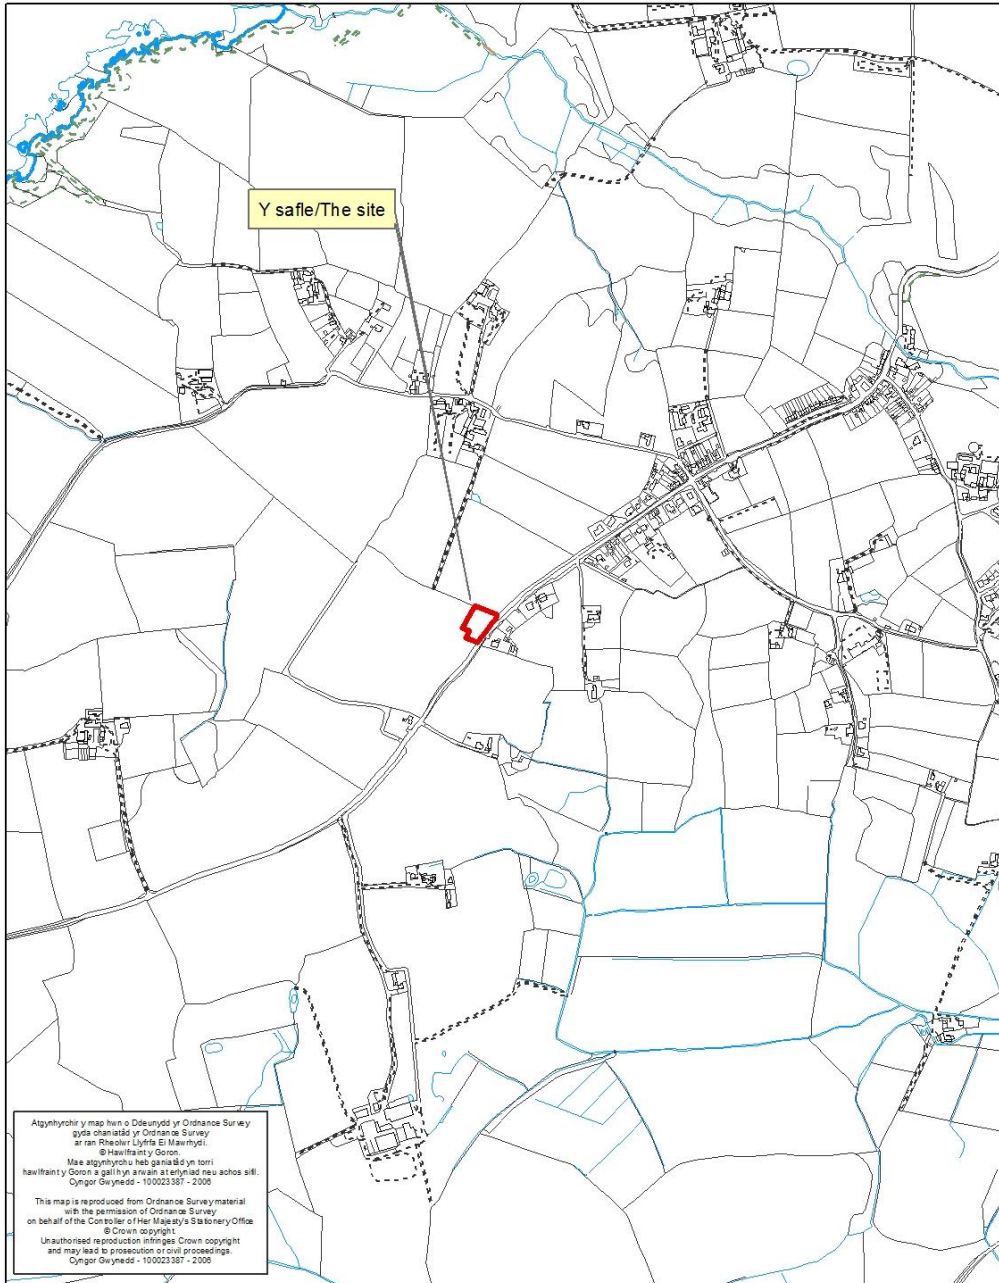 Y safle/The site
Atgynhyrchir y map hwn o Ddeunydd yr Ordnance Survey
gyda chaniatâd yr Ordnance Survey
ar ran Rheolwr Llyfrfa Ei Mawrhydi.
© Hawlfraint y Goron.
Mae atgynhyrchu heb ganiatâd yn torri
hawlfraint y Goron a gall hyn arwain at erlyniad neu achos sifil.
Cyngor Gwynedd - 100023387 - 2006
This map is reproduced from Ordnance Survey material
with the permission of Ordnance Survey
on behalf of the Controller of Her Majesty's Stationery Office
© Crown copyright.
Unauthorised reproduction infringes Crown copyright
and may lead to prosecution or civil proceedings.
Cyngor Gwynedd - 100023387 - 2006